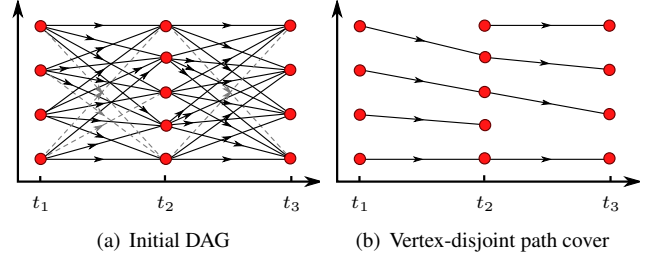 t1 t2 t3 t1 t2 t3
(a) Initial DAG (b) Vertex-disjoint path cover